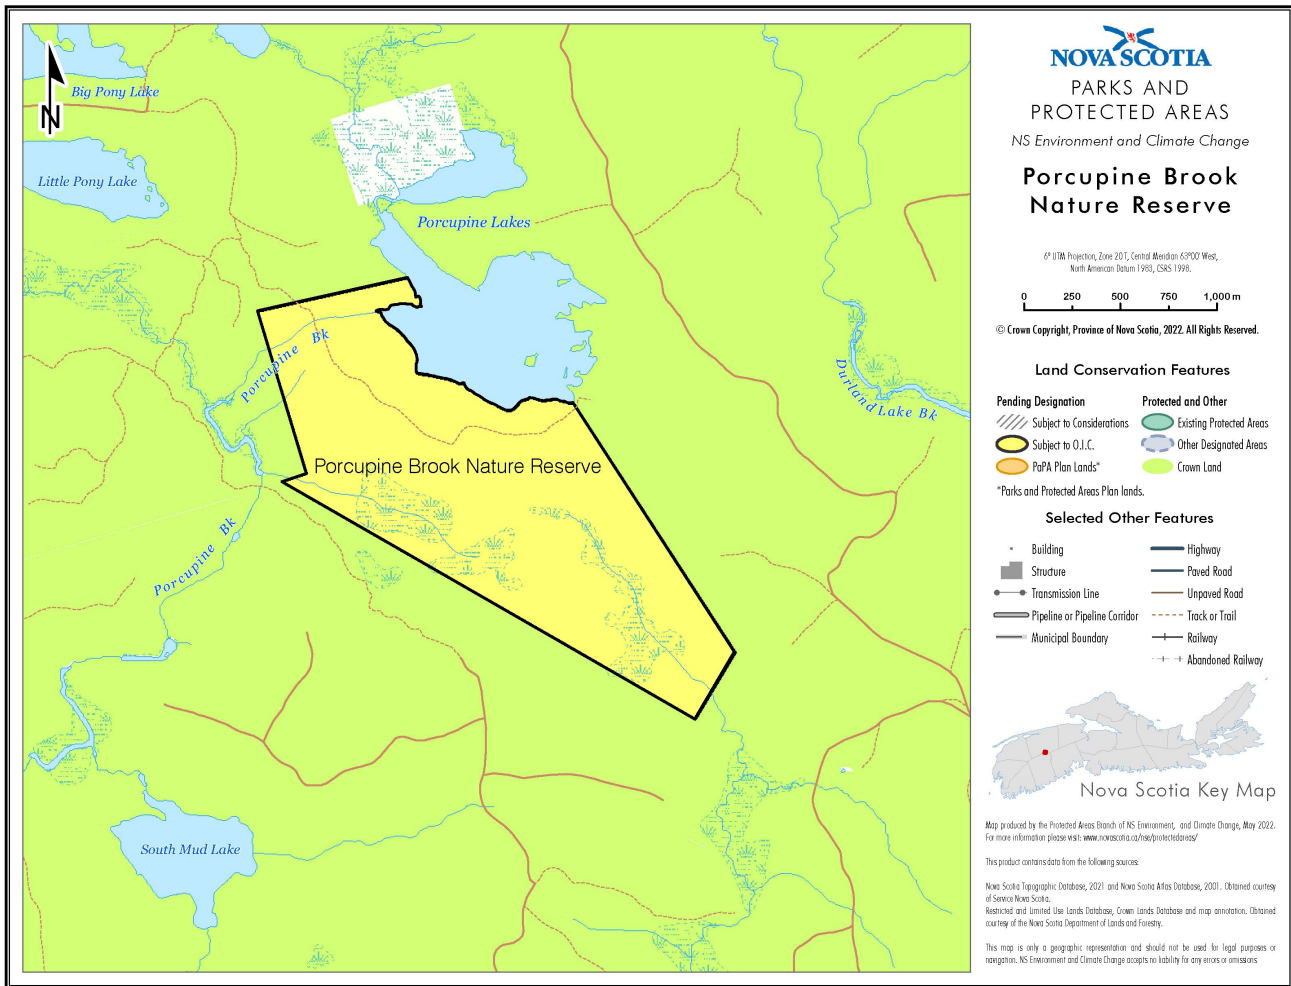 N
Big Pony Lake
Little Pony Lake
Porcupine Lakes
Porcupine Bk
Durland Lake Bk
Porcupine Brook Nature Reserve
Porcupine Bk
South Mud Lake
NOVA SCOTIA
PARKS AND
PROTECTED AREAS
NS Environment and Climate Change
Porcupine Brook
Nature Reserve
6° UTM Projection, Zone 20T, Central Meridian 63°00' West,
North American Datum 1983, CSRS 1998.
0 250 500 750 1,000 m
© Crown Copyright, Province of Nova Scotia, 2022. All Rights Reserved.
Land Conservation Features
Pending Designation
Subject to Considerations
Subject to O.I.C.
PaPA Plan Lands*
Protected and Other
Existing Protected Areas
Other Designated Areas
Crown Land
*Parks and Protected Areas Plan lands.
Selected Other Features
Building
Structure
Transmission Line
Pipeline or Pipeline Corridor
Municipal Boundary
Highway
Paved Road
Unpaved Road
Track or Trail
Railway
Abandoned Railway
Nova Scotia Key Map
Map produced by the Protected Areas Branch of NS Environment, and Climate Change, May 2022.
For more information please visit: www.novascotia.ca/nse/protectedareas/
This product contains data from the following sources:
Nova Scotia Topographic Database, 2021 and Nova Scotia Atlas Database, 2001. Obtained courtesy
of Service Nova Scotia.
Restricted and Limited Use Lands Database, Crown Lands Database and map annotation. Obtained
courtesy of the Nova Scotia Department of Lands and Forestry.
This map is only a geographic representation and should not be used for legal purposes or
navigation. NS Environment and Climate Change accepts no liability for any errors or omissions